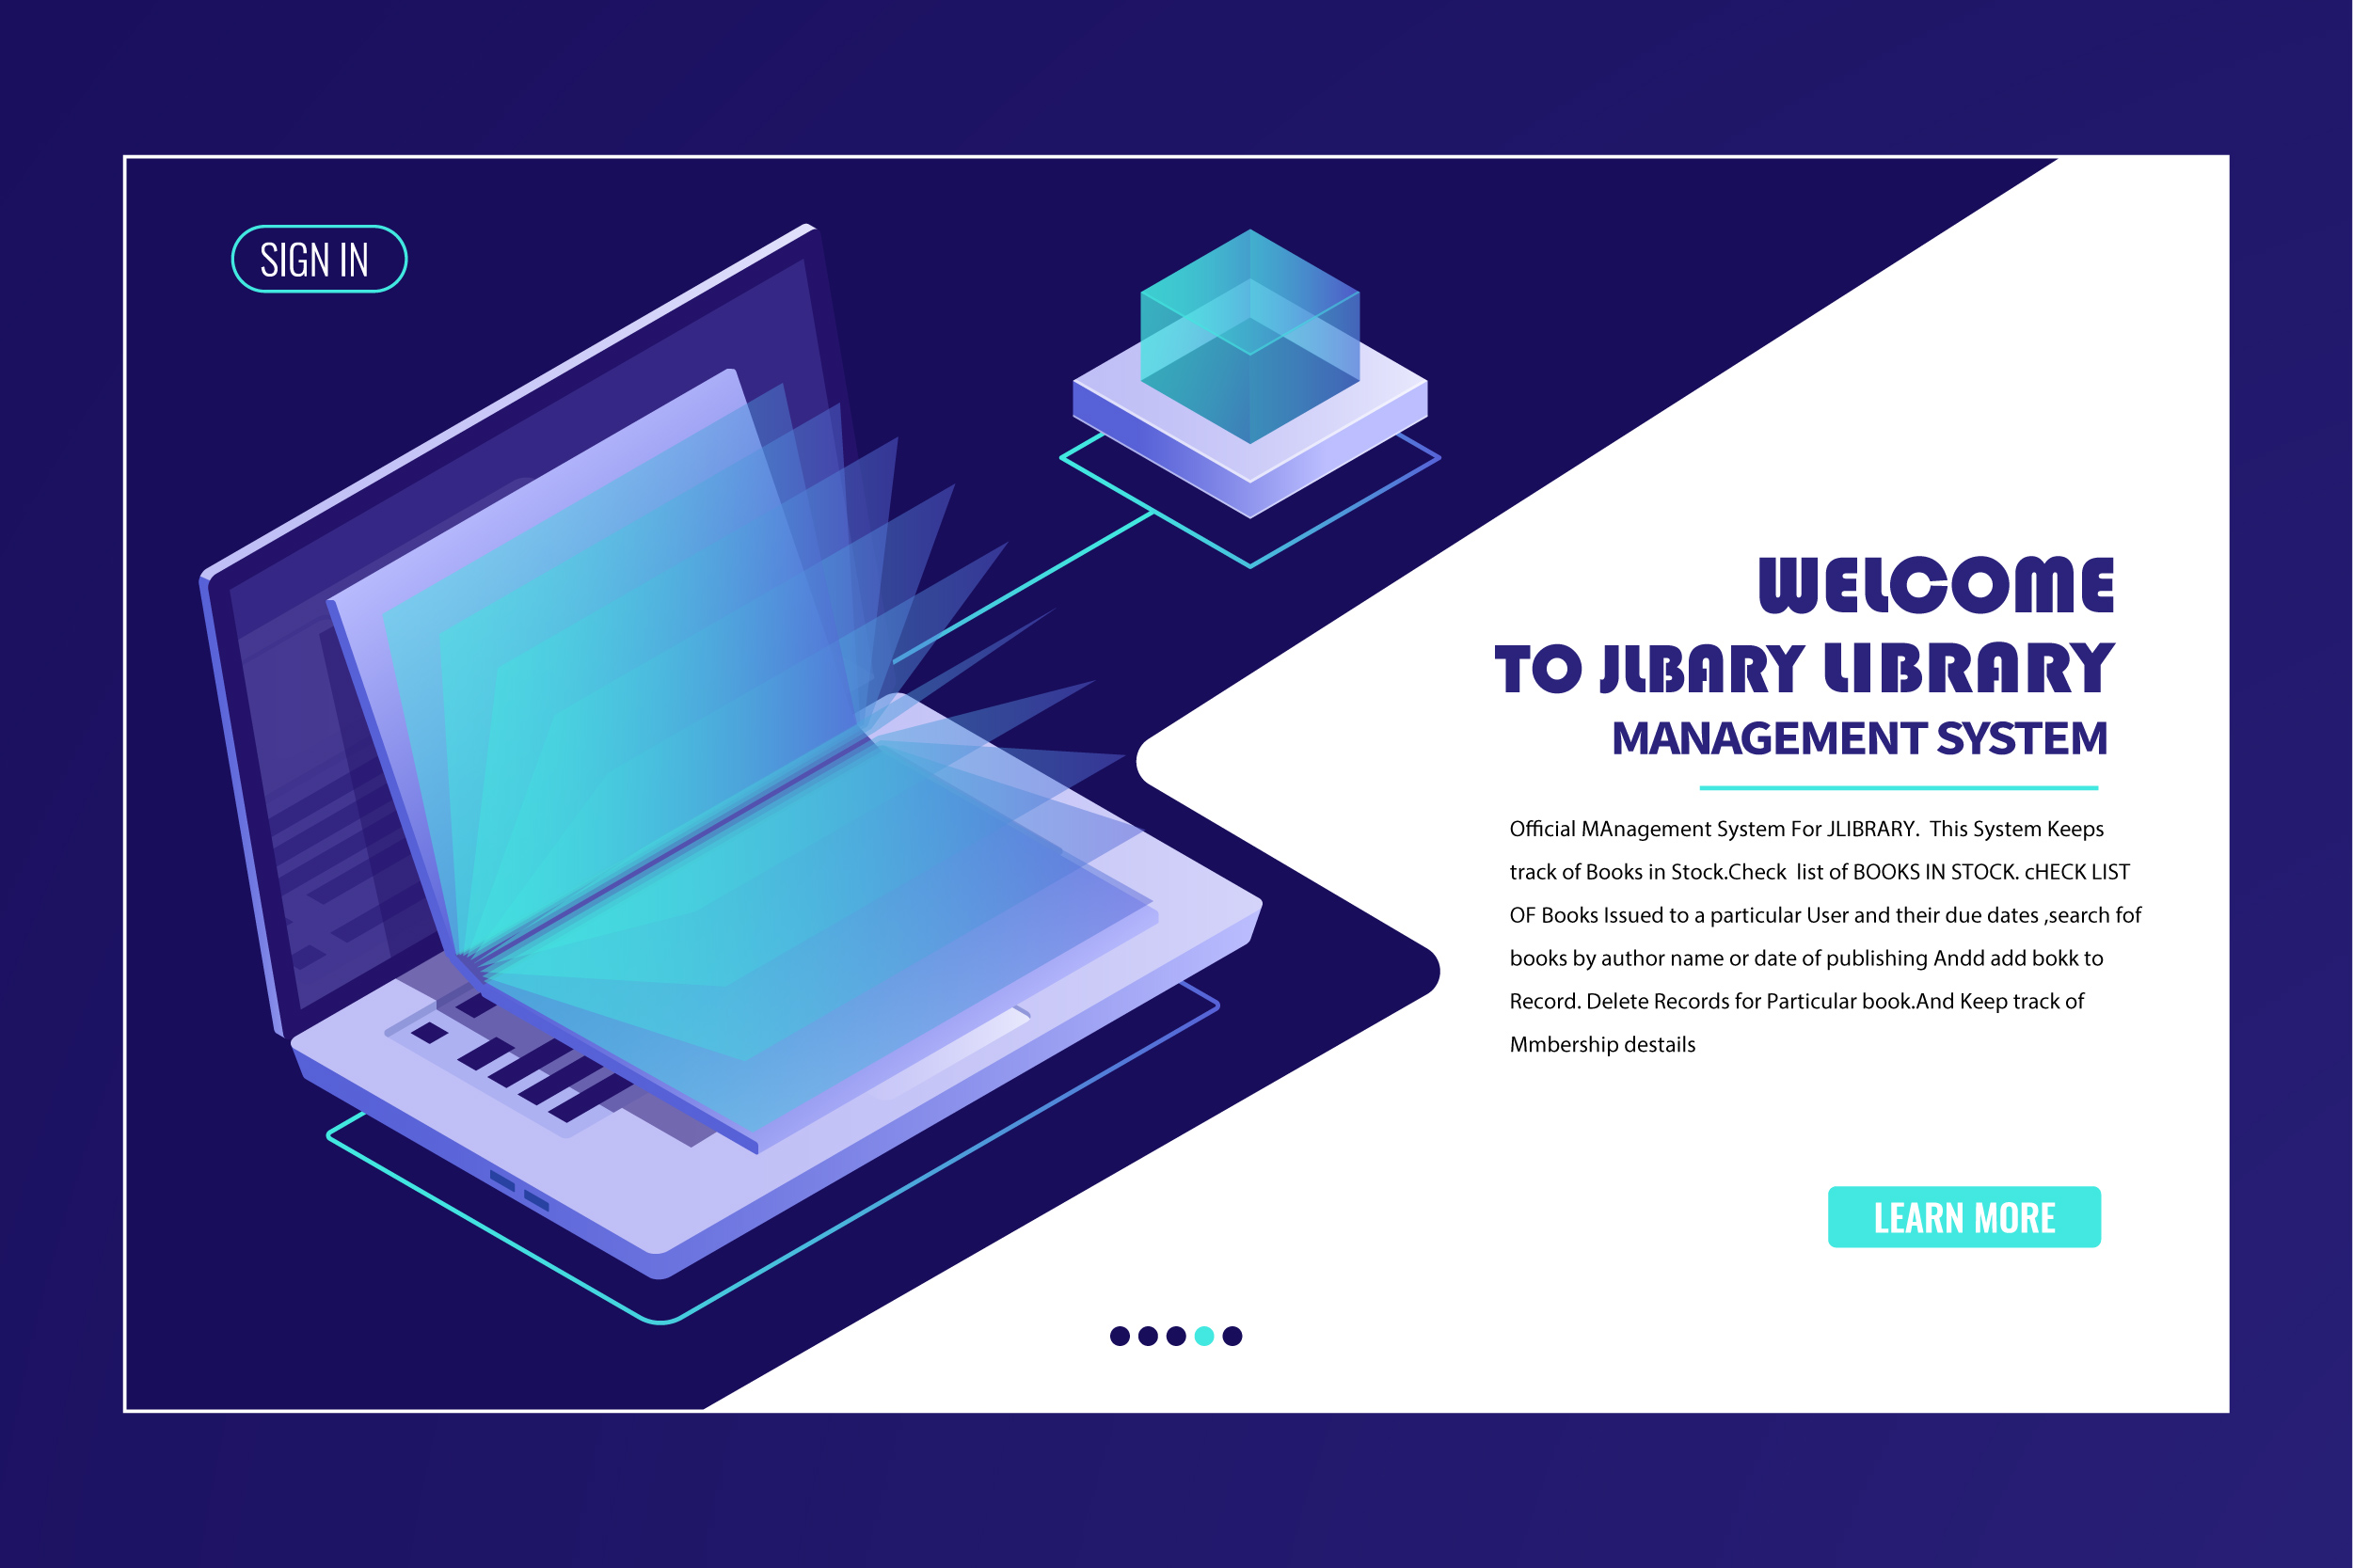 SIGN IN
WELCOME
TO JLBARY LIBRARY
MANAGEMENT SYSTEM
Official MAnagement System For JLIBRARY.  This System Keeps
track of Books in Stock.Check  list of BOOKS IN STOCK. cHECK LIST
OF Books Issued to a particular User and their due dates ,search fof
books by author name or date of publishing Andd add bokk to
Record. Delete Records for Particular book.And Keep track of
Mmbership destails
LEARN MORE